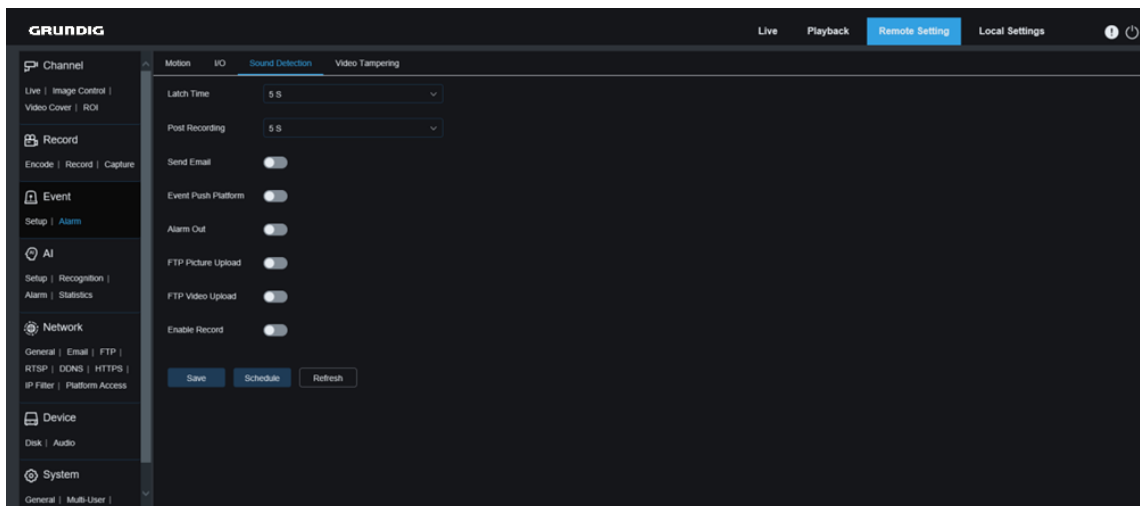 GRUNDIG
Live Playback Remote Setting Local Settings
Channel
Live | Image Control |
Video Cover | ROI
Record
Encode | Record | Capture
Event
Setup | Alarm
AI
Setup | Recognition |
Alarm | Statistics
Network
General | Email | FTP |
RTSP | DDNS | HTTPS |
IP Filter | Platform Access
Device
Disk | Audio
System
General | Multi-User |
Motion I/O Sound Detection Video Tampering
Latch Time 5 S
Post Recording 5 S
Send Email
Event Push Platform
Alarm Out
FTP Picture Upload
FTP Video Upload
Enable Record
Save Schedule Refresh